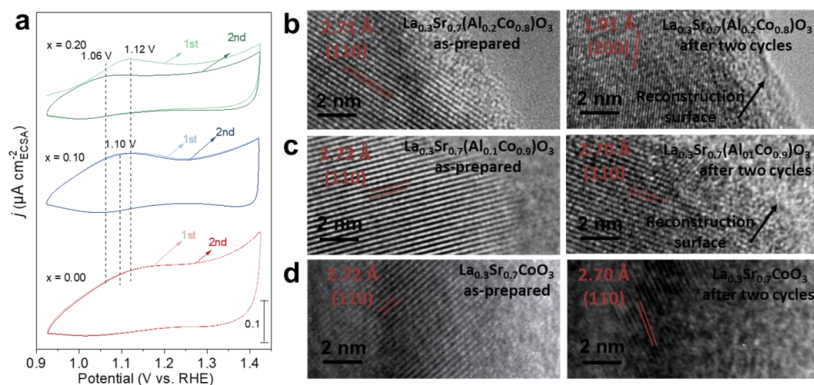 a
x = 0.20
1.06 V
1.12 V
1st
2nd
x = 0.10
1.10 V
1st
2nd
x = 0.00
1st
2nd
0.1
j (μA cm⁻²ECSA)
0.9 1.0 1.1 1.2 1.3 1.4
Potential (V vs. RHE)
b
2.71 Å
(110)
La0.3Sr0.7(Al0.2Co0.8)O3
as-prepared
2 nm
1.91 Å
(200)
La0.3Sr0.7(Al0.2Co0.8)O3
after two cycles
2 nm
Reconstruction
surface
c
2.72 Å
(110)
La0.3Sr0.7(Al0.1Co0.9)O3
as-prepared
2 nm
2.70 Å
(110)
La0.3Sr0.7(Al01Co0.9)O3
after two cycles
2 nm
Reconstruction
surface
d
2.72 Å
(110)
La0.3Sr0.7CoO3
as-prepared
2 nm
2.70 Å
(110)
La0.3Sr0.7CoO3
after two cycles
2 nm